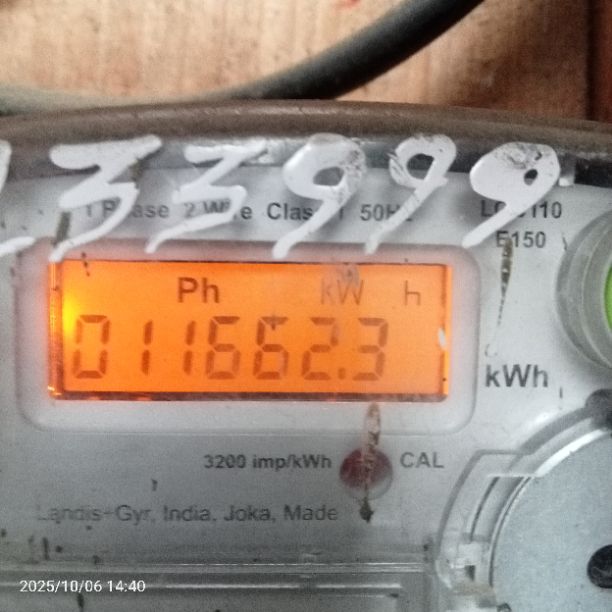 33999
1 Phase 2 Wire Class 1 50Hz
E150
Ph kW h
011662.3
kWh
3200 imp/kWh CAL
Landis+Gyr, India, Joka, Made
2025/10/06 14:40